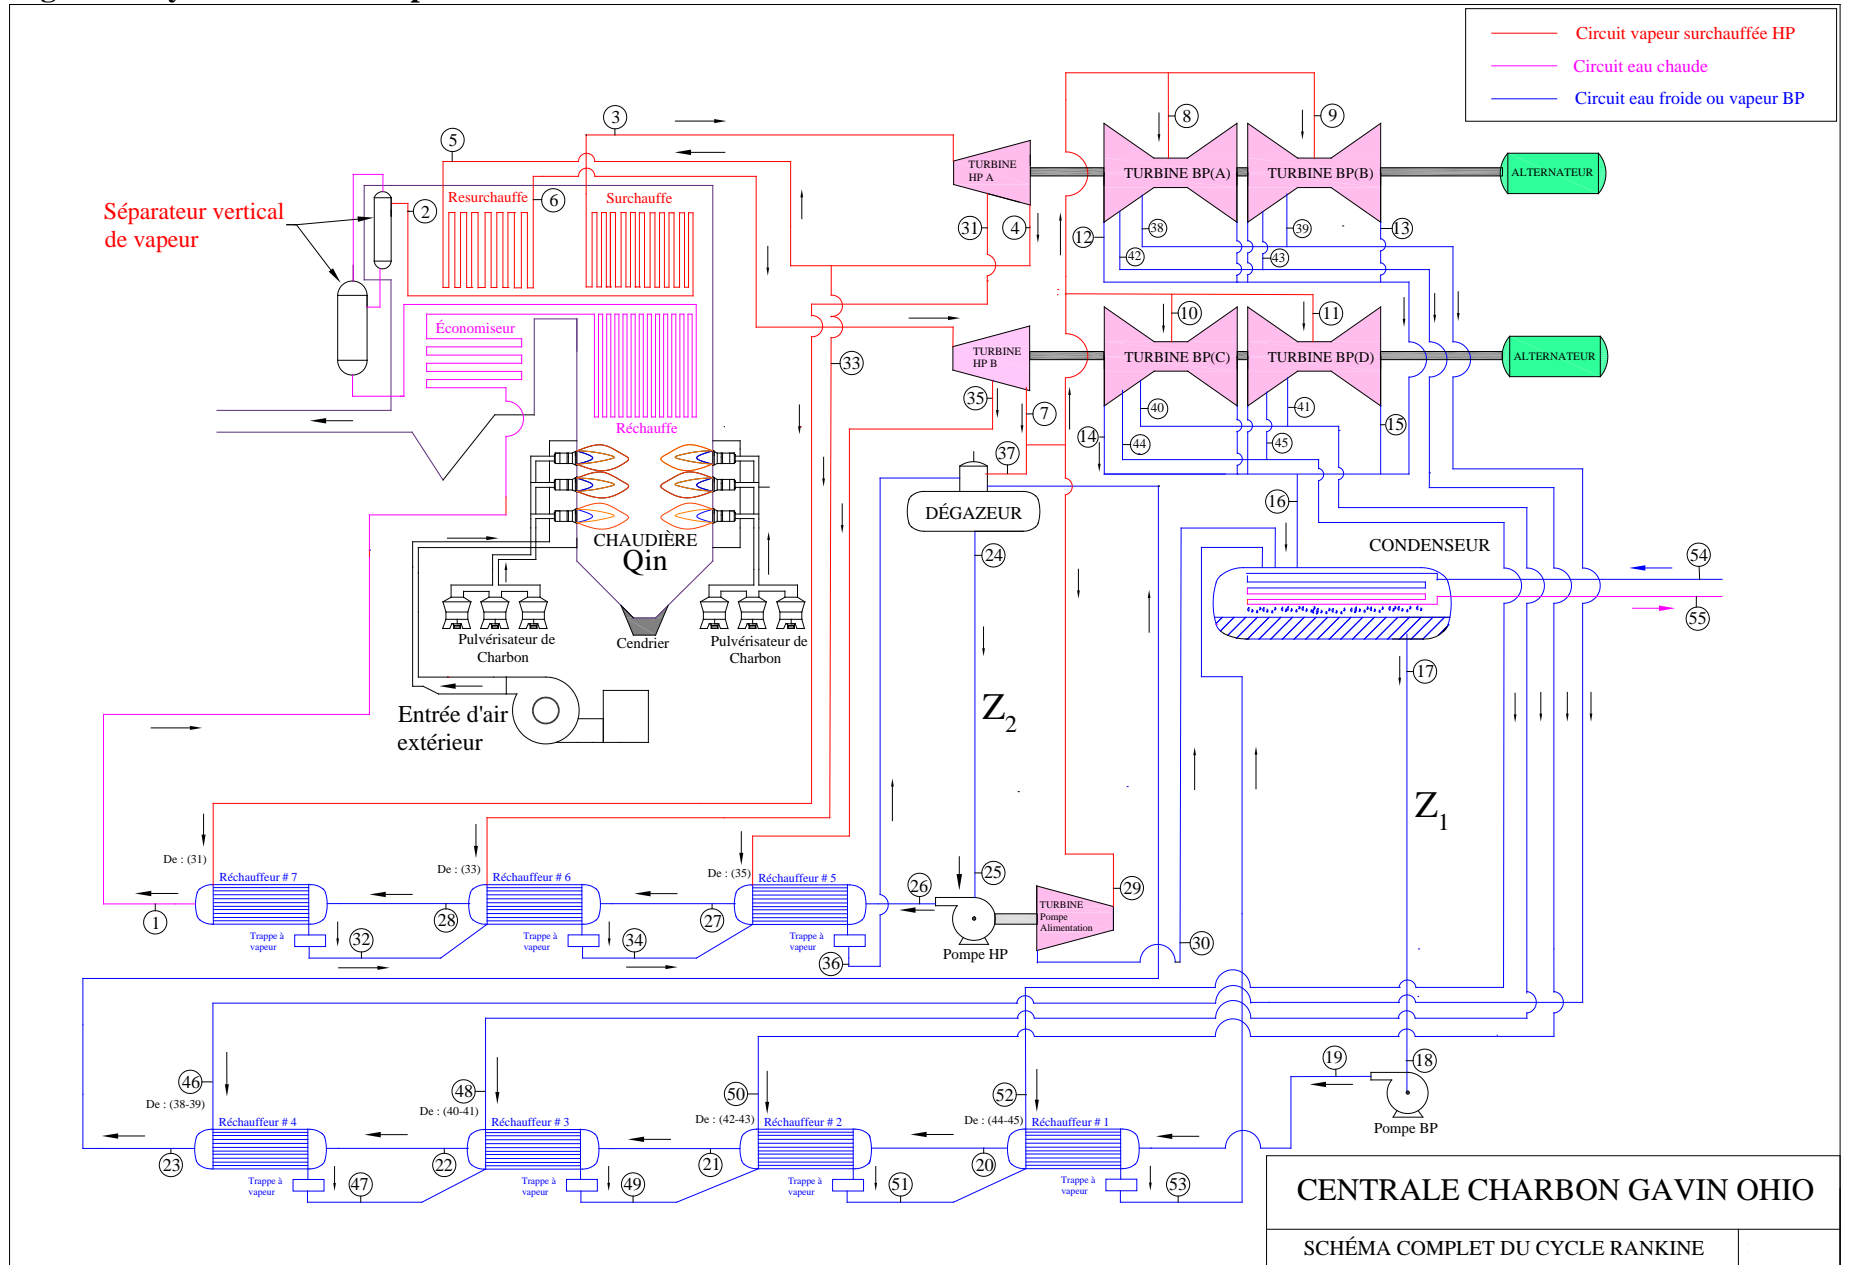 Circuit vapeur surchauffée HP
Circuit eau chaude
Circuit eau froide ou vapeur BP
3
5
8
9
TURBINE
HP A
TURBINE BP(A)
TURBINE BP(B)
ALTERNATEUR
Séparateur vertical
de vapeur
2
Resurchauffe
6
Surchauffe
31
4
12
38
39
13
42
43
Économiseur
10
11
TURBINE
HP B
TURBINE BP(C)
TURBINE BP(D)
ALTERNATEUR
33
35
7
40
41
15
14
44
45
Réchauffe
37
16
DÉGAZEUR
CHAUDIÈRE
Qin
24
CONDENSEUR
54
55
Pulvérisateur de
Charbon
Cendrier
Pulvérisateur de
Charbon
17
Entrée d'air
extérieur
Z2
Z1
De : (31)
De : (33)
De : (35)
Réchauffeur # 7
Réchauffeur # 6
Réchauffeur # 5
25
26
29
1
28
27
TURBINE
Pompe
Alimentation
Trappe à
vapeur
32
Trappe à
vapeur
34
Trappe à
vapeur
36
Pompe HP
30
46
De : (38-39)
48
De : (40-41)
50
De : (42-43)
52
De : (44-45)
19
18
Réchauffeur # 4
Réchauffeur # 3
Réchauffeur # 2
Réchauffeur # 1
Pompe BP
23
22
21
20
Trappe à
vapeur
47
Trappe à
vapeur
49
Trappe à
vapeur
51
Trappe à
vapeur
53
CENTRALE CHARBON GAVIN OHIO
SCHÉMA COMPLET DU CYCLE RANKINE